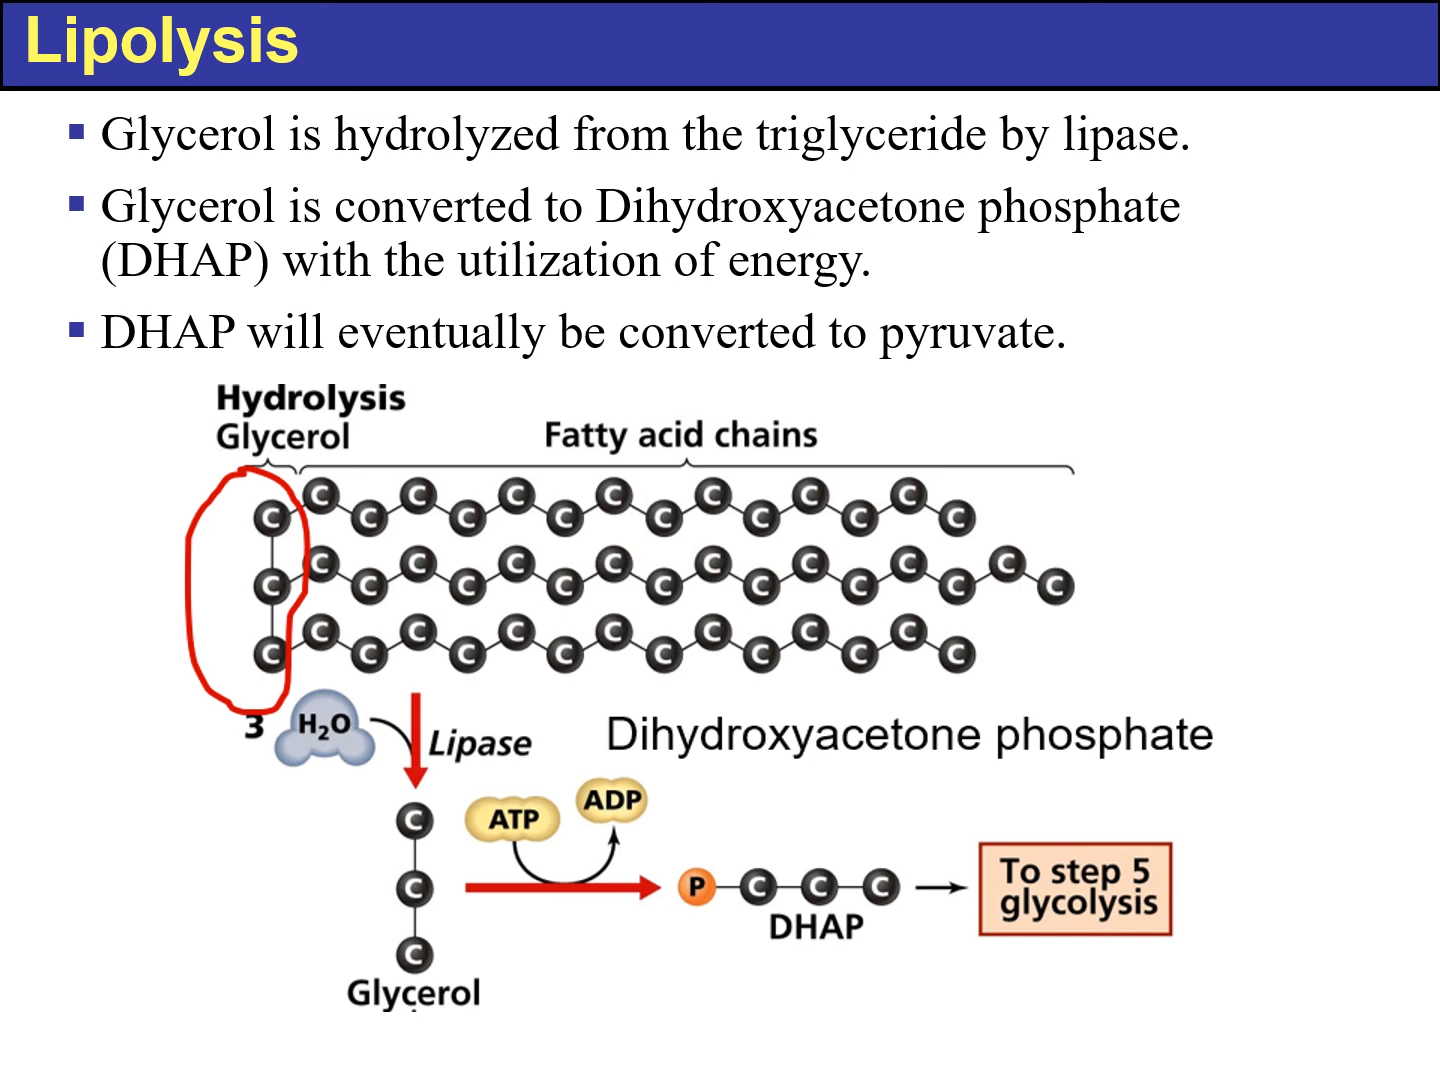 Lipolysis
Glycerol is hydrolyzed from the triglyceride by lipase.
Glycerol is converted to Dihydroxyacetone phosphate
(DHAP) with the utilization of energy.
DHAP will eventually be converted to pyruvate.
Hydrolysis
Glycerol
Fatty acid chains
C C C C C C C C C C C C C C C
C C C C C C C C C C C C C C C C C
C C C C C C C C C C C C C C C
3 H₂O
Lipase
Dihydroxyacetone phosphate
C
C
C
Glycerol
ATP
ADP
P C C C
DHAP
To step 5
glycolysis